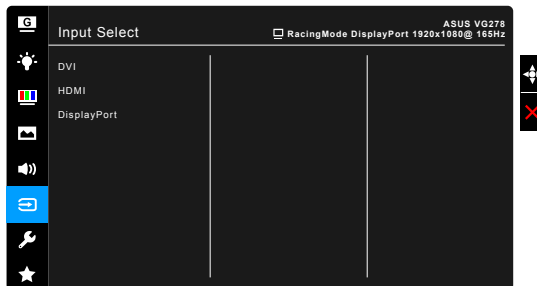 G
Input Select
ASUS VG278
RacingMode DisplayPort 1920x1080@ 165Hz
DVI
HDMI
DisplayPort